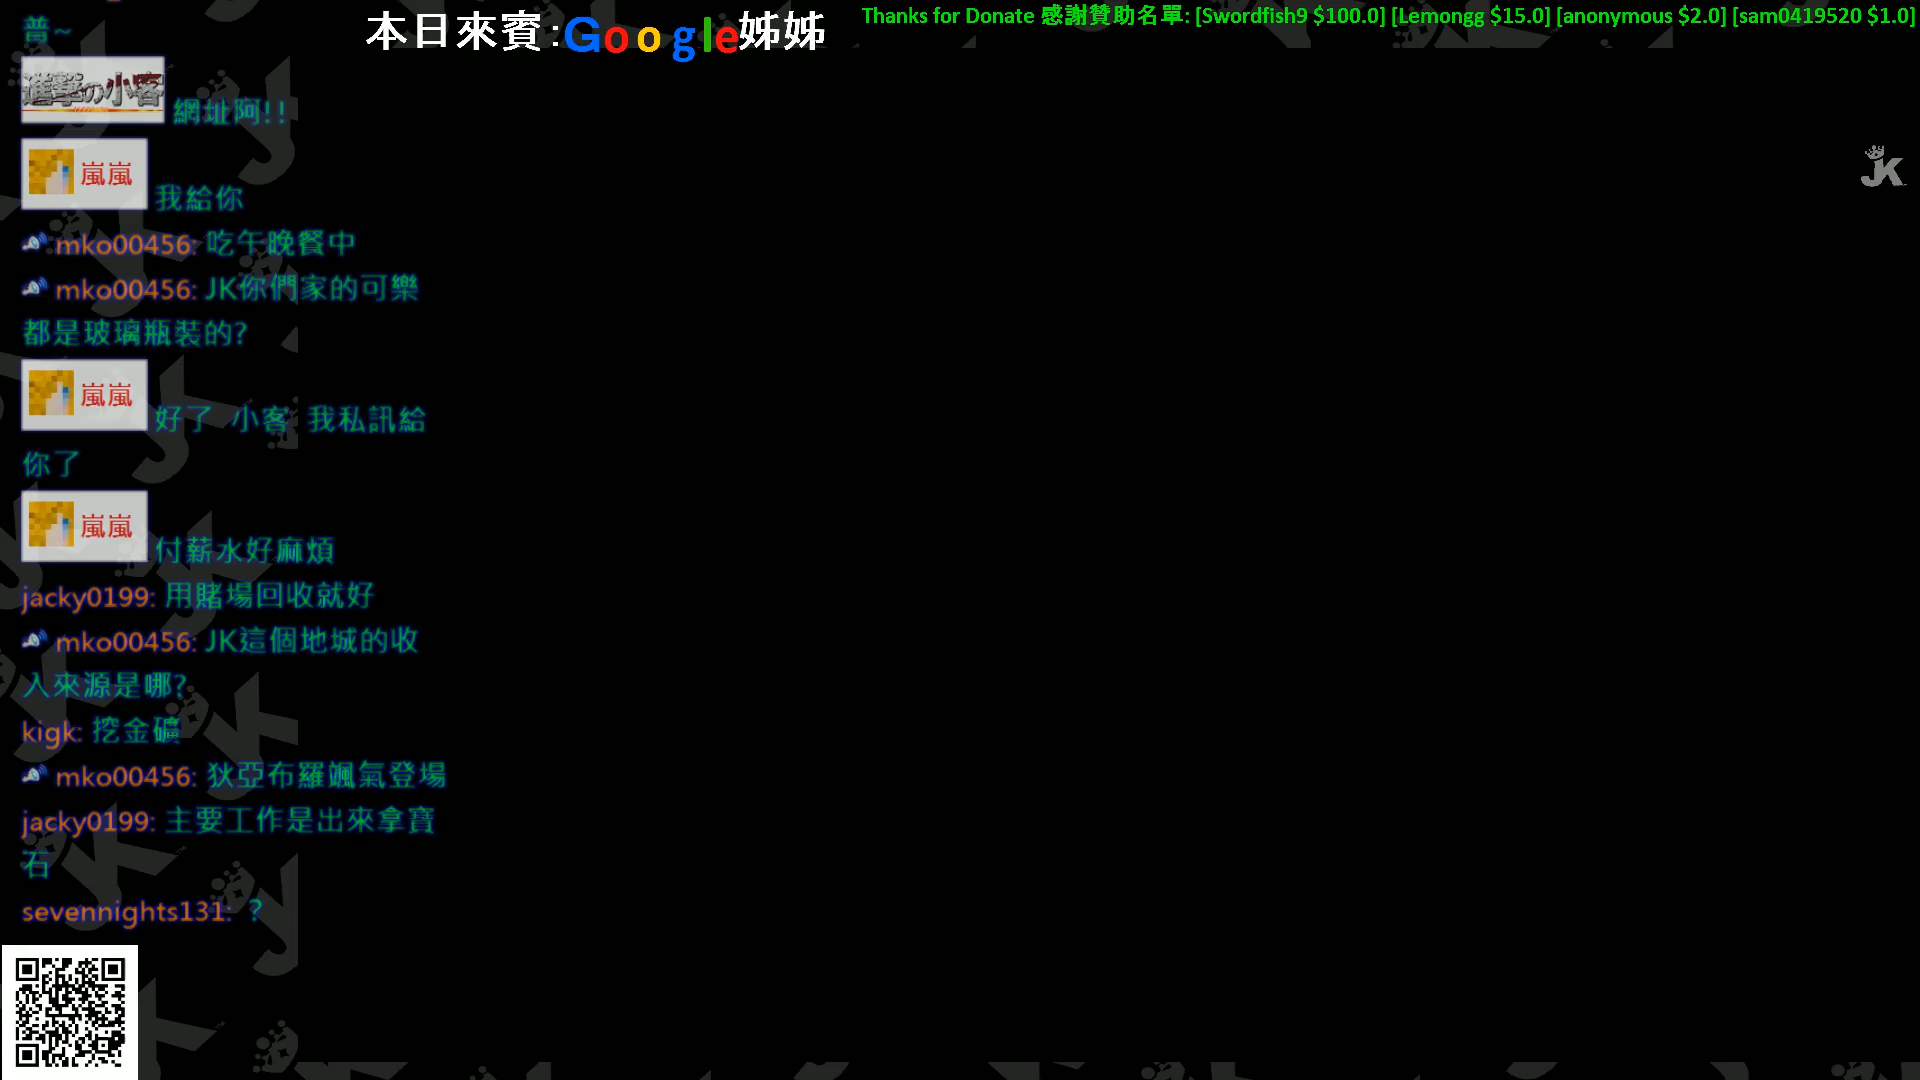 本日來賓:Google姊姊
Thanks for Donate 感謝贊助名單: [Swordfish9 $100.0] [Lemongg $15.0] [anonymous $2.0] [sam0419520 $1.0]
普~
進擊の小客 網址阿!!
嵐嵐 我給你
mko00456: 吃午晚餐中
mko00456: JK你們家的可樂
都是玻璃瓶裝的?
嵐嵐 好了 小客 我私訊給
你了
嵐嵐 付薪水好麻煩
jacky0199: 用賭場回收就好
mko00456: JK這個地城的收
入來源是哪?
kigk: 挖金礦
mko00456: 狄亞布羅颯氣登場
jacky0199: 主要工作是出來拿寶
石
sevennights131: ?
JK